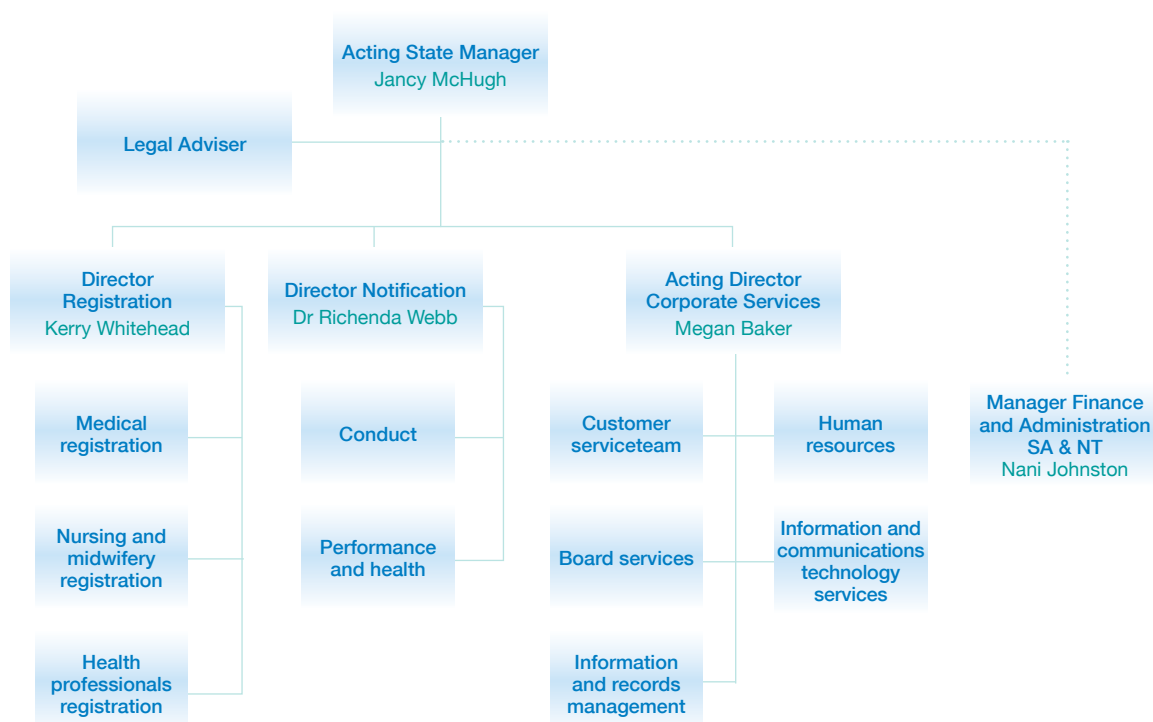 Acting State Manager
Jancy McHugh
Legal Adviser
Director
Registration
Kerry Whitehead
Director Notification
Dr Richenda Webb
Acting Director
Corporate Services
Megan Baker
Medical
registration
Conduct
Customer
serviceteam
Human
resources
Manager Finance
and Administration
SA & NT
Nani Johnston
Nursing and
midwifery
registration
Performance
and health
Board services
Information and
communications
technology
services
Health
professionals
registration
Information
and records
management